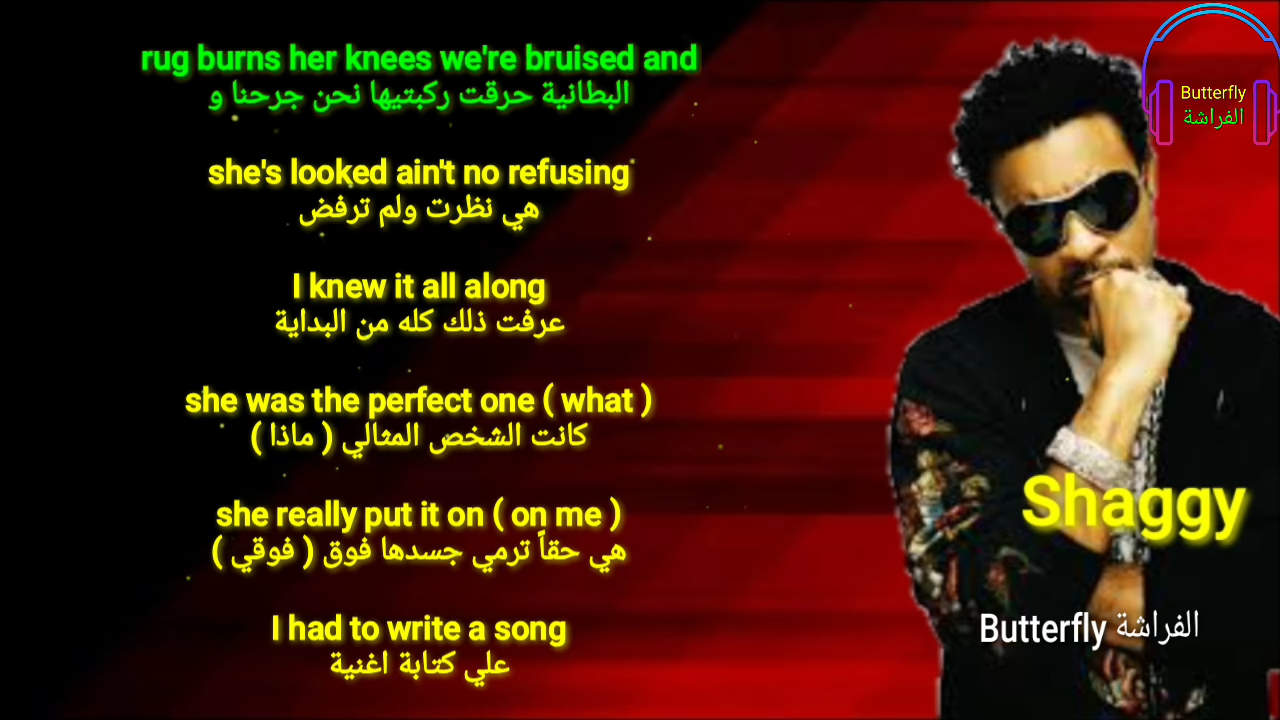 rug burns her knees we're bruised and
البطانية حرقت ركبتيها نحن جرحنا و
she's looked ain't no refusing
هي نظرت ولم ترفض
I knew it all along
عرفت ذلك كله من البداية
she was the perfect one ( what )
كانت الشخص المثالي ( ماذا )
she really put it on ( on me )
هي حقاً ترمي جسدها فوق ( فوقي )
I had to write a song
علي كتابة اغنية
Butterfly
الفراشة
Shaggy
Butterfly الفراشة